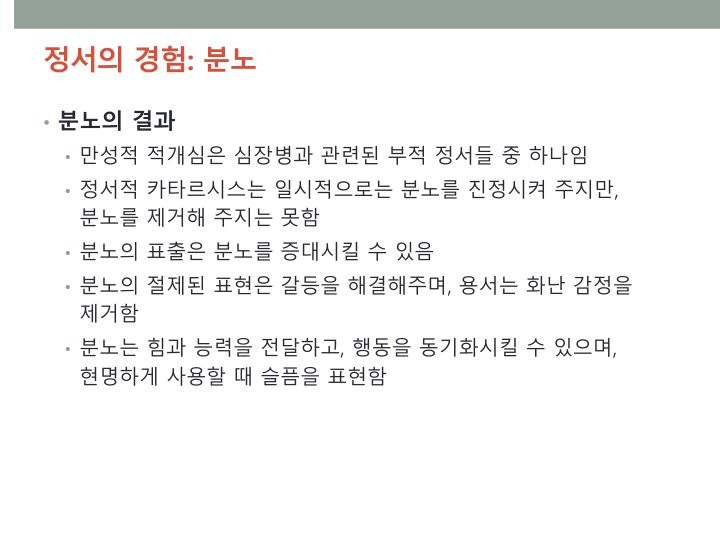 정서의 경험: 분노
• 분노의 결과
• 만성적 적개심은 심장병과 관련된 부적 정서들 중 하나임
• 정서적 카타르시스는 일시적으로는 분노를 진정시켜 주지만,
분노를 제거해 주지는 못함
• 분노의 표출은 분노를 증대시킬 수 있음
• 분노의 절제된 표현은 갈등을 해결해주며, 용서는 화난 감정을
제거함
• 분노는 힘과 능력을 전달하고, 행동을 동기화시킬 수 있으며,
현명하게 사용할 때 슬픔을 표현함